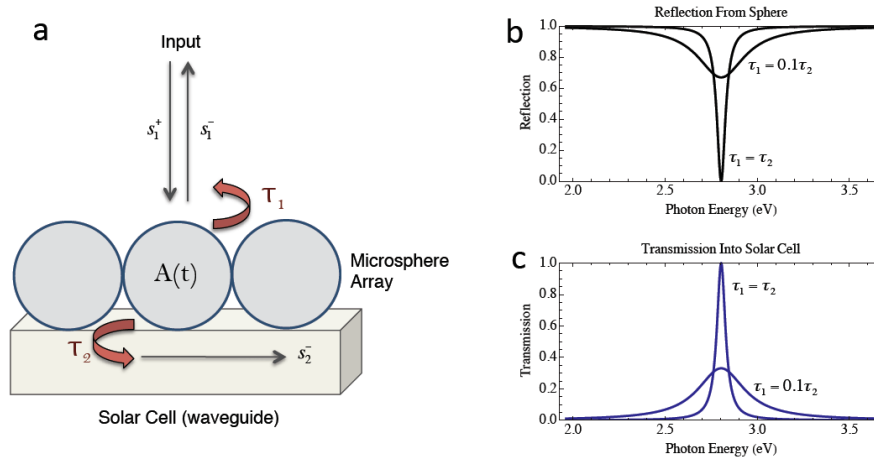 a
Input
s₁⁺
s₁⁻
τ₁
A(t)
Microsphere
Array
τ₂
s₂⁻
Solar Cell (waveguide)
b
Reflection From Sphere
Reflection
1.0
0.8
0.6
0.4
0.2
0.0
τ₁ = 0.1τ₂
τ₁ = τ₂
2.0
2.5
3.0
3.5
Photon Energy (eV)
c
Transmission Into Solar Cell
Transmission
1.0
0.8
0.6
0.4
0.2
0.0
τ₁ = τ₂
τ₁ = 0.1τ₂
2.0
2.5
3.0
3.5
Photon Energy (eV)